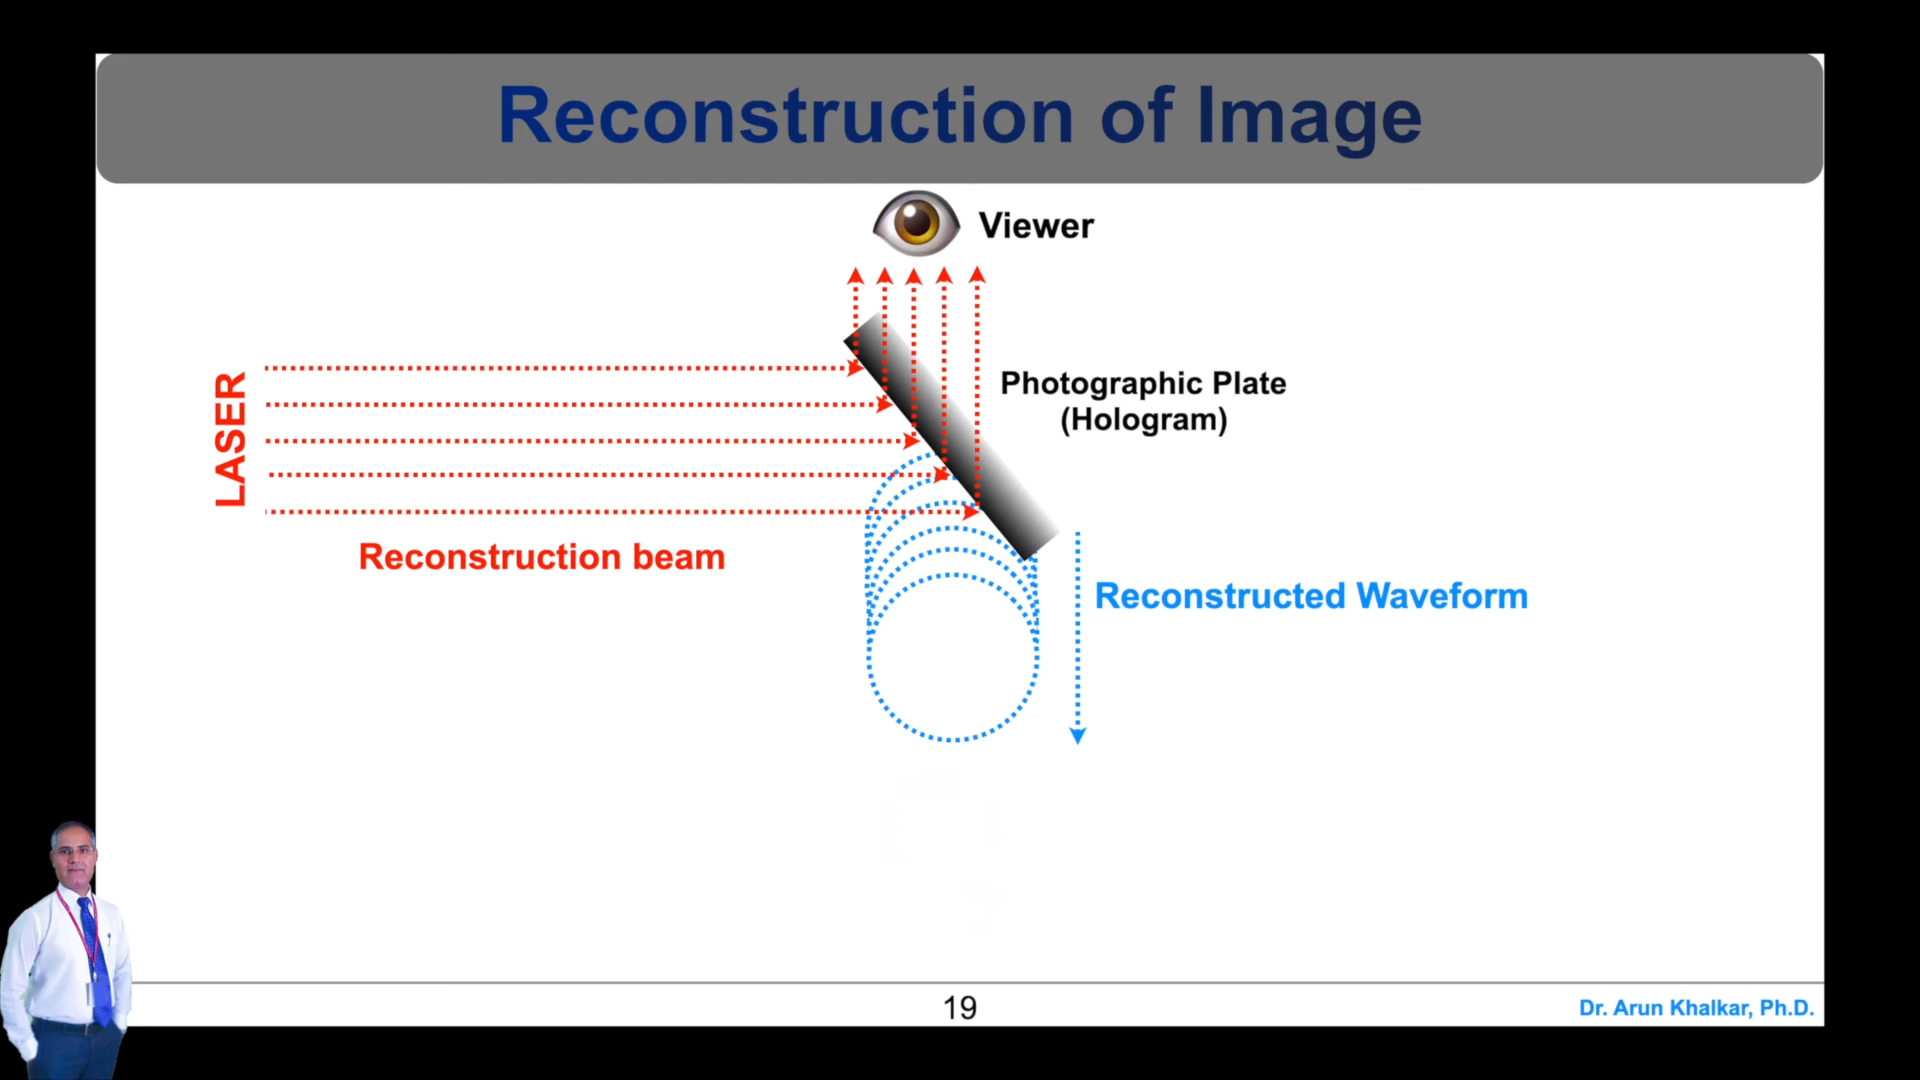 Reconstruction of Image
Viewer
Photographic Plate
(Hologram)
LASER
Reconstruction beam
Reconstructed Waveform
19
Dr. Arun Khalkar, Ph.D.